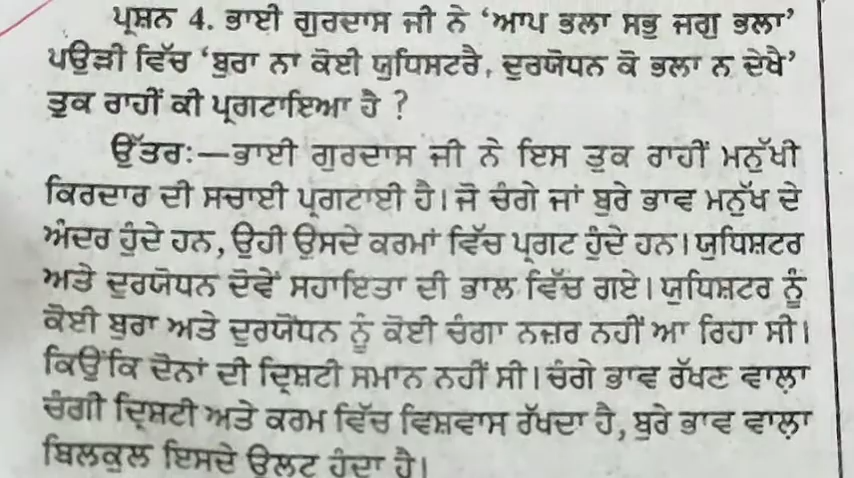 ਪ੍ਰਸ਼ਨ 4. ਭਾਈ ਗੁਰਦਾਸ ਜੀ ਨੇ ‘ਆਪ ਭਲਾ ਸਭੁ ਜਗੁ ਭਲਾ’
ਪਉੜੀ ਵਿੱਚ ‘ਬੁਰਾ ਨਾ ਕੋਈ ਯੁਧਿਸਟਰੈ, ਦੁਰਯੋਧਨ ਕੋ ਭਲਾ ਨ ਦੇਖੈ’
ਤੁਕ ਰਾਹੀਂ ਕੀ ਪ੍ਰਗਟਾਇਆ ਹੈ ?
ਉੱਤਰ:—ਭਾਈ ਗੁਰਦਾਸ ਜੀ ਨੇ ਇਸ ਤੁਕ ਰਾਹੀਂ ਮਨੁੱਖੀ
ਕਿਰਦਾਰ ਦੀ ਸਚਾਈ ਪ੍ਰਗਟਾਈ ਹੈ। ਜੋ ਚੰਗੇ ਜਾਂ ਬੁਰੇ ਭਾਵ ਮਨੁੱਖ ਦੇ
ਅੰਦਰ ਹੁੰਦੇ ਹਨ, ਉਹੀ ਉਸਦੇ ਕਰਮਾਂ ਵਿੱਚ ਪ੍ਰਗਟ ਹੁੰਦੇ ਹਨ। ਯੁਧਿਸ਼ਟਰ
ਅਤੇ ਦੁਰਯੋਧਨ ਦੋਵੇਂ ਸਹਾਇਤਾ ਦੀ ਭਾਲ ਵਿੱਚ ਗਏ। ਯੁਧਿਸ਼ਟਰ ਨੂੰ
ਕੋਈ ਬੁਰਾ ਅਤੇ ਦੁਰਯੋਧਨ ਨੂੰ ਕੋਈ ਚੰਗਾ ਨਜ਼ਰ ਨਹੀਂ ਆ ਰਿਹਾ ਸੀ।
ਕਿਉਂਕਿ ਦੋਨਾਂ ਦੀ ਦ੍ਰਿਸ਼ਟੀ ਸਮਾਨ ਨਹੀਂ ਸੀ। ਚੰਗੇ ਭਾਵ ਰੱਖਣ ਵਾਲਾ
ਚੰਗੀ ਦ੍ਰਿਸ਼ਟੀ ਅਤੇ ਕਰਮ ਵਿੱਚ ਵਿਸ਼ਵਾਸ ਰੱਖਦਾ ਹੈ, ਬੁਰੇ ਭਾਵ ਵਾਲਾ
ਬਿਲਕੁਲ ਇਸਦੇ ਉਲਟ ਹੁੰਦਾ ਹੈ।